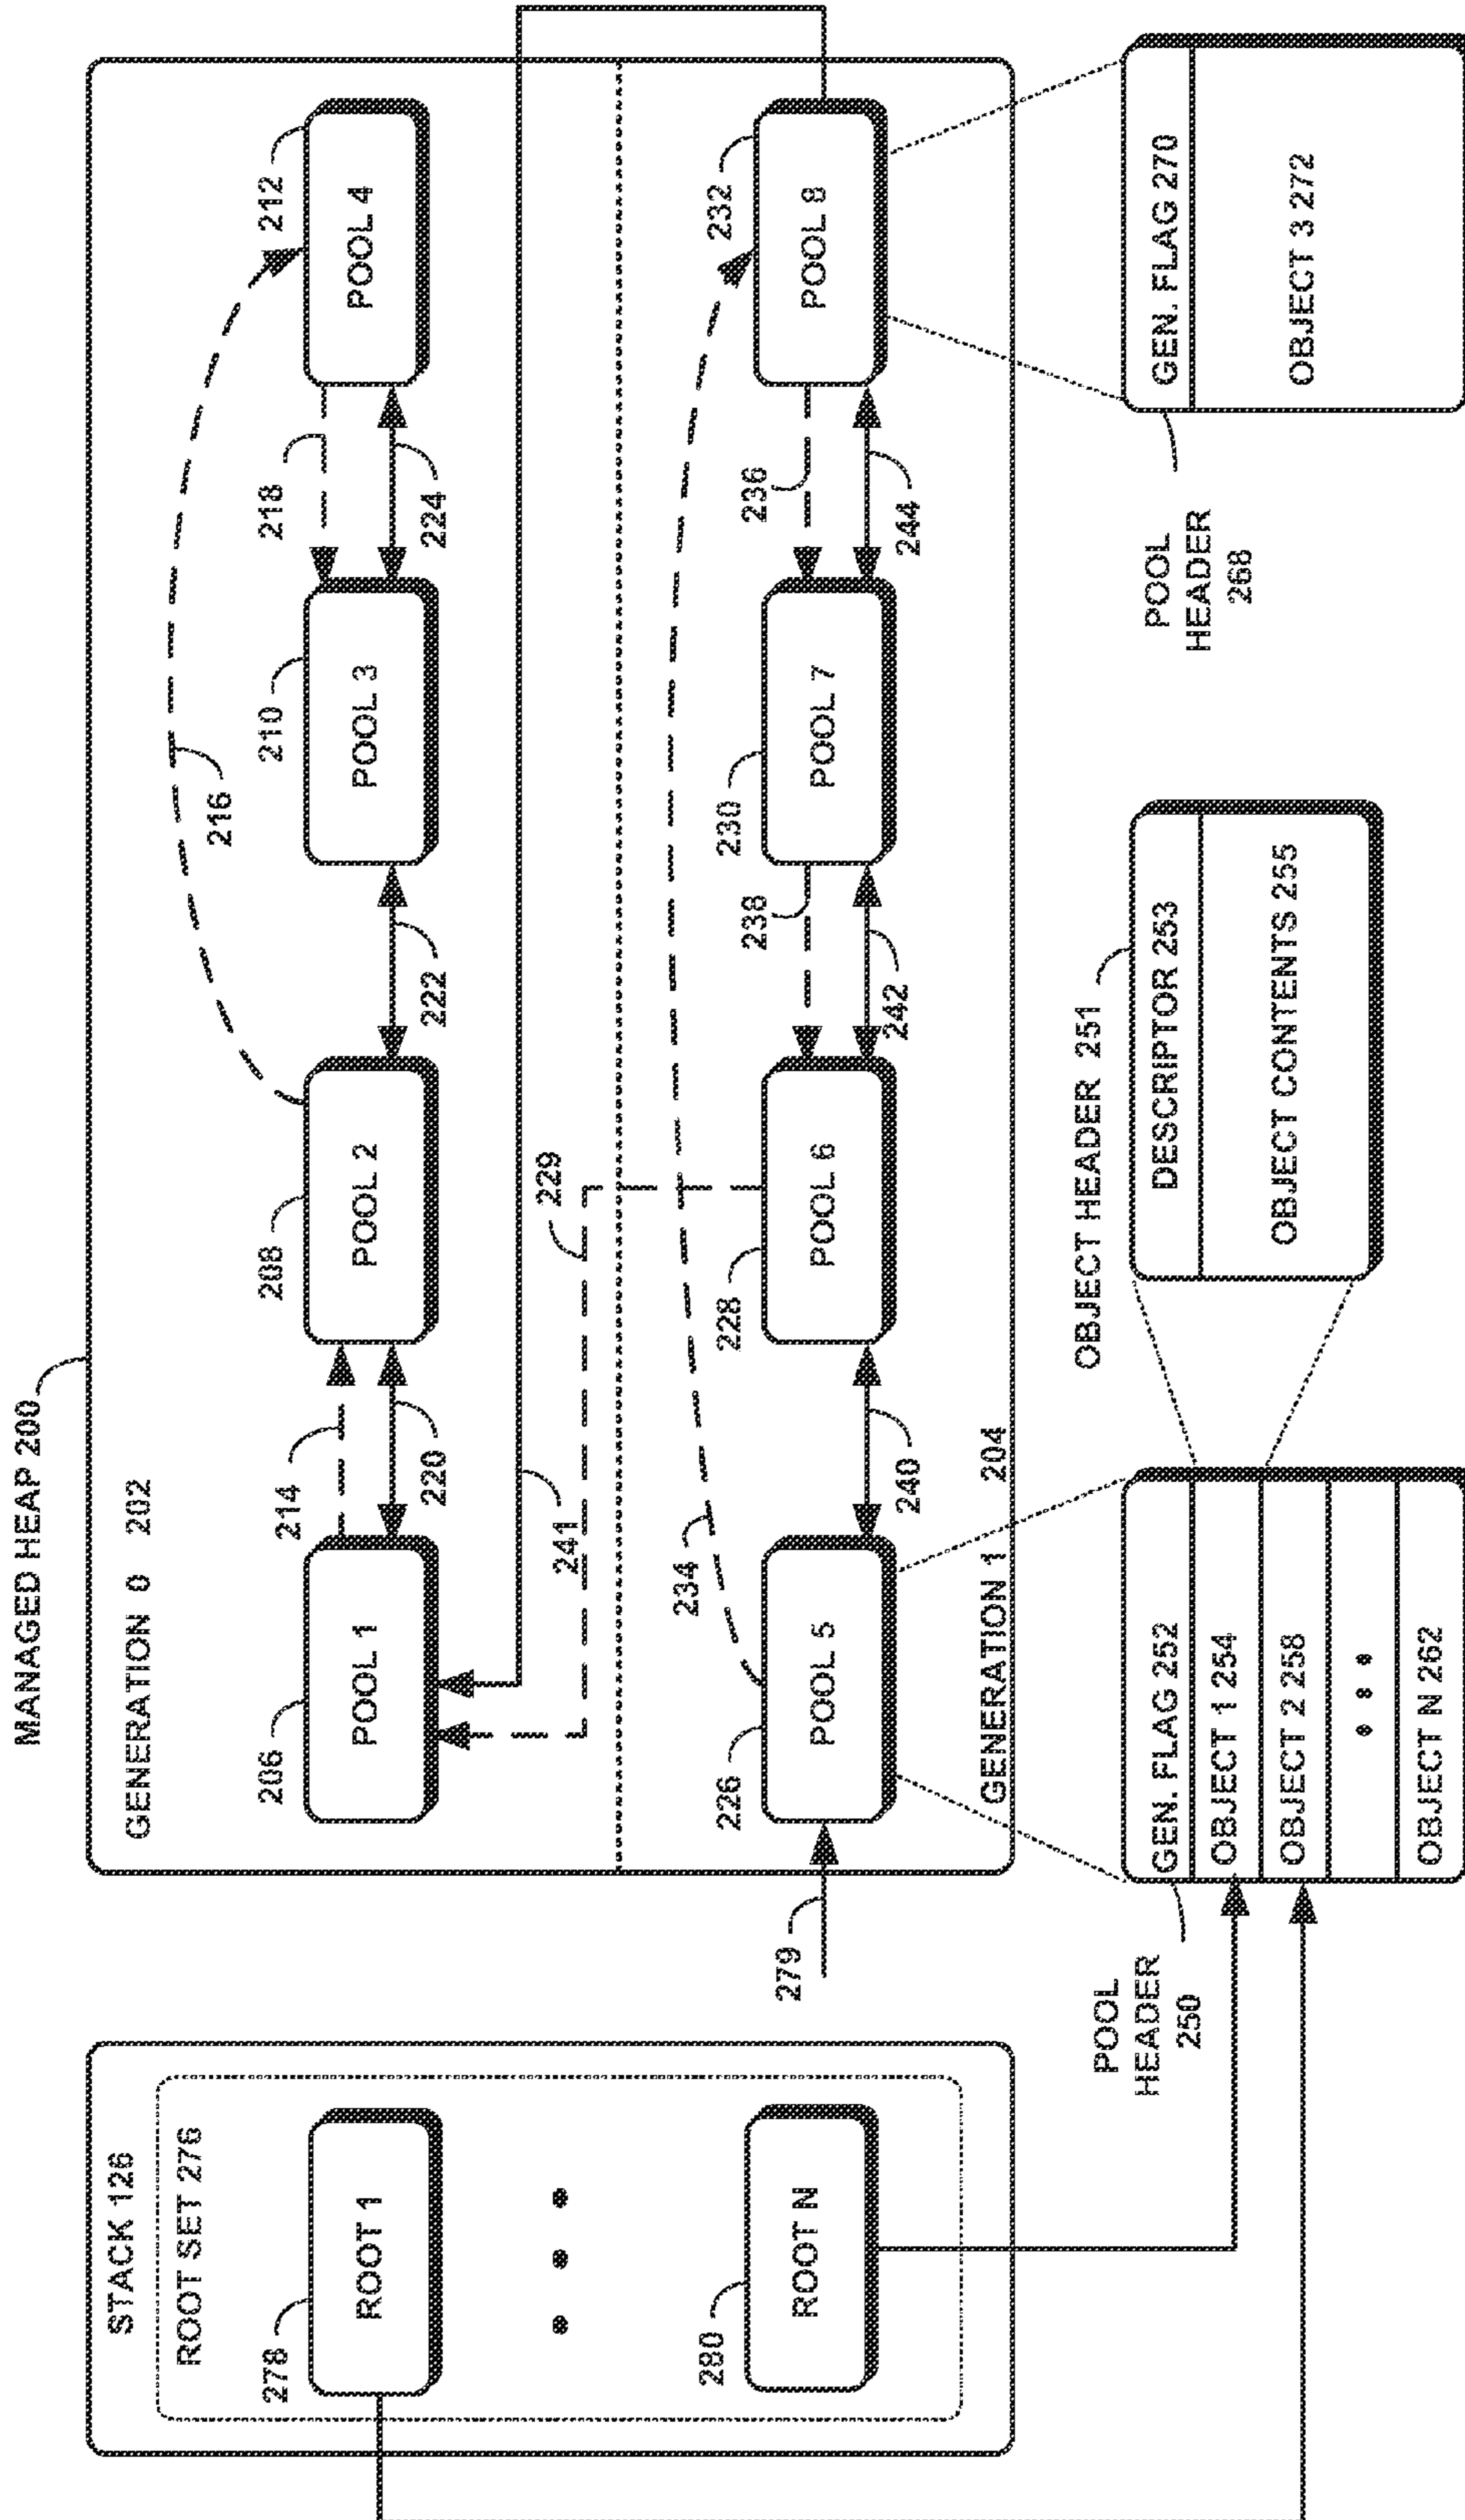 MANAGED HEAP 200
STACK 126
ROOT SET 276
278
ROOT 1
• • •
280
ROOT N
GENERATION 0 202
216
206
214
208
210
218
212
POOL 1
POOL 2
POOL 3
POOL 4
220
222
224
241
229
234
226
228
238
230
236
232
279
POOL 5
POOL 6
POOL 7
POOL 8
240
242
244
GENERATION 1 204
POOL
HEADER
250
GEN. FLAG 252
OBJECT 1 254
OBJECT 2 258
• • •
OBJECT N 262
OBJECT HEADER 251
DESCRIPTOR 253
OBJECT CONTENTS 255
POOL
HEADER
268
GEN. FLAG 270
OBJECT 3 272